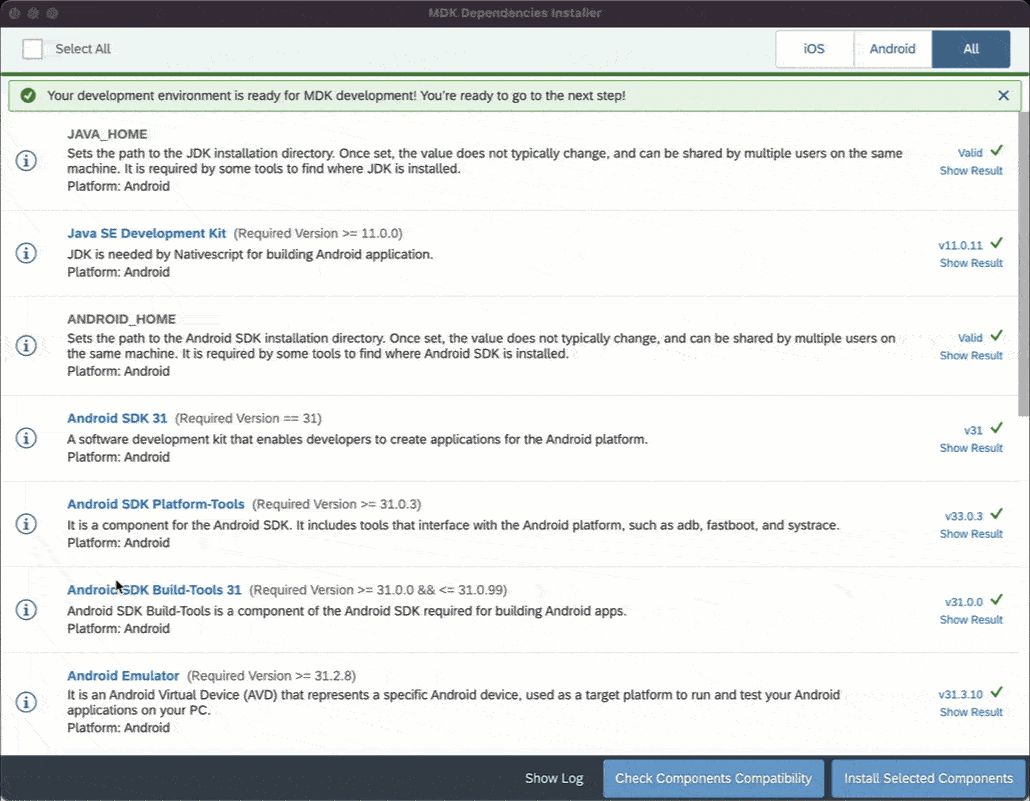 MDK Dependencies Installer
Select All
iOS
Android
All
Your development environment is ready for MDK development! You're ready to go to the next step!
JAVA_HOME
Sets the path to the JDK installation directory. Once set, the value does not typically change, and can be shared by multiple users on the same
machine. It is required by some tools to find where JDK is installed.
Platform: Android
Valid
Show Result
Java SE Development Kit (Required Version >= 11.0.0)
JDK is needed by Nativescript for building Android application.
Platform: Android
v11.0.11
Show Result
ANDROID_HOME
Sets the path to the Android SDK installation directory. Once set, the value does not typically change, and can be shared by multiple users on
the same machine. It is required by some tools to find where Android SDK is installed.
Platform: Android
Valid
Show Result
Android SDK 31 (Required Version == 31)
A software development kit that enables developers to create applications for the Android platform.
Platform: Android
v31
Show Result
Android SDK Platform-Tools (Required Version >= 31.0.3)
It is a component for the Android SDK. It includes tools that interface with the Android platform, such as adb, fastboot, and systrace.
Platform: Android
v33.0.3
Show Result
Android SDK Build-Tools 31 (Required Version >= 31.0.0 && <= 31.0.99)
Android SDK Build-Tools is a component of the Android SDK required for building Android apps.
Platform: Android
v31.0.0
Show Result
Android Emulator (Required Version >= 31.2.8)
It is an Android Virtual Device (AVD) that represents a specific Android device, used as a target platform to run and test your Android
applications on your PC.
Platform: Android
v31.3.10
Show Result
Show Log
Check Components Compatibility
Install Selected Components